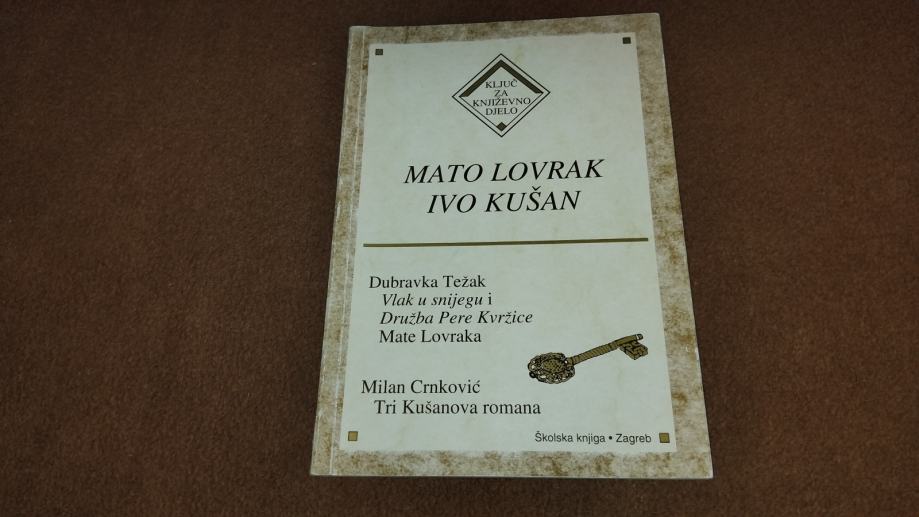 KLJUČ
ZA
KNJIŽEVNO
DJELO
MATO LOVRAK
IVO KUŠAN
Dubravka Težak
Vlak u snijegu i
Družba Pere Kvržice
Mate Lovraka
Milan Crnković
Tri Kušanova romana
Školska knjiga • Zagreb